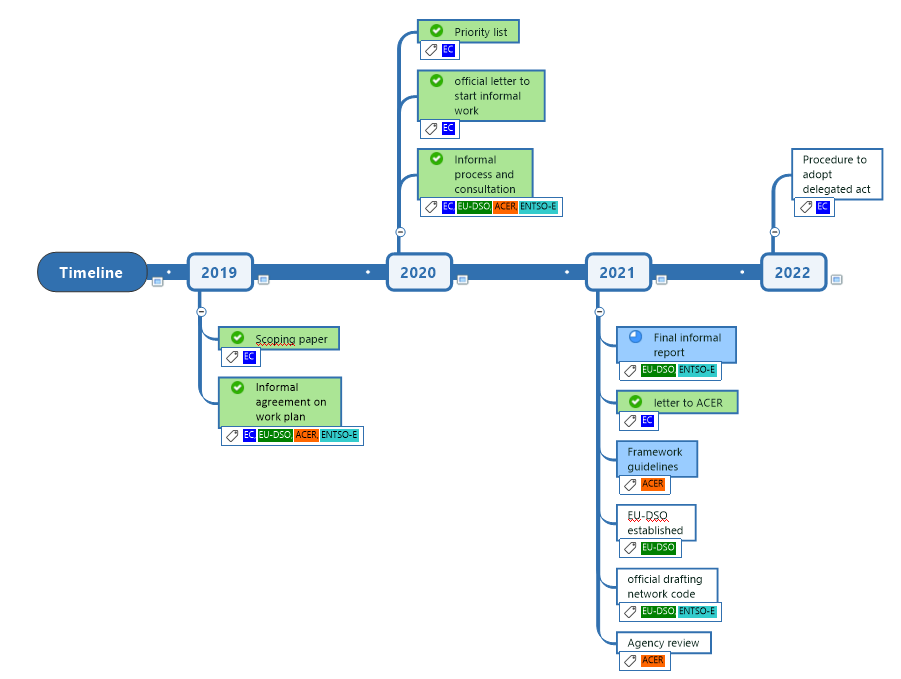 Priority list
EC
official letter to
start informal
work
EC
Informal
process and
consultation
EC, EU-DSO, ACER, ENTSO-E
Procedure to
adopt
delegated act
EC
Timeline
2019
2020
2021
2022
Scoping paper
EC
Informal
agreement on
work plan
EC, EU-DSO, ACER, ENTSO-E
Final informal
report
EU-DSO, ENTSO-E
letter to ACER
EC
Framework
guidelines
ACER
EU-DSO
established
EU-DSO
official drafting
network code
EU-DSO, ENTSO-E
Agency review
ACER